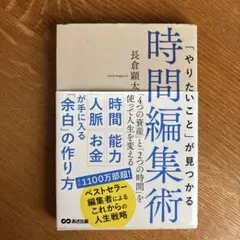 「やりたいこと」が見つかる
時間編集術
長倉顕太
「4つの資産」と「2つの時間」を
使って人生を変える
時間 能力
人脈 お金
が手に入る
「余白」の作り方
累計1100万部超!
ベストセラー
編集者による
これからの
人生戦略
あさ出版